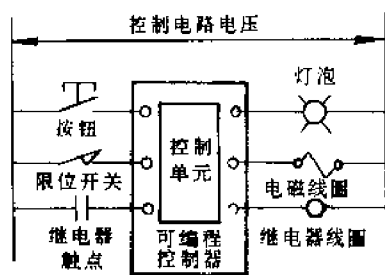 控制电路电压
灯泡
按钮
控制
单元
限位开关
电磁线圈
继电器
触点
可编程
控制器
继电器线圈